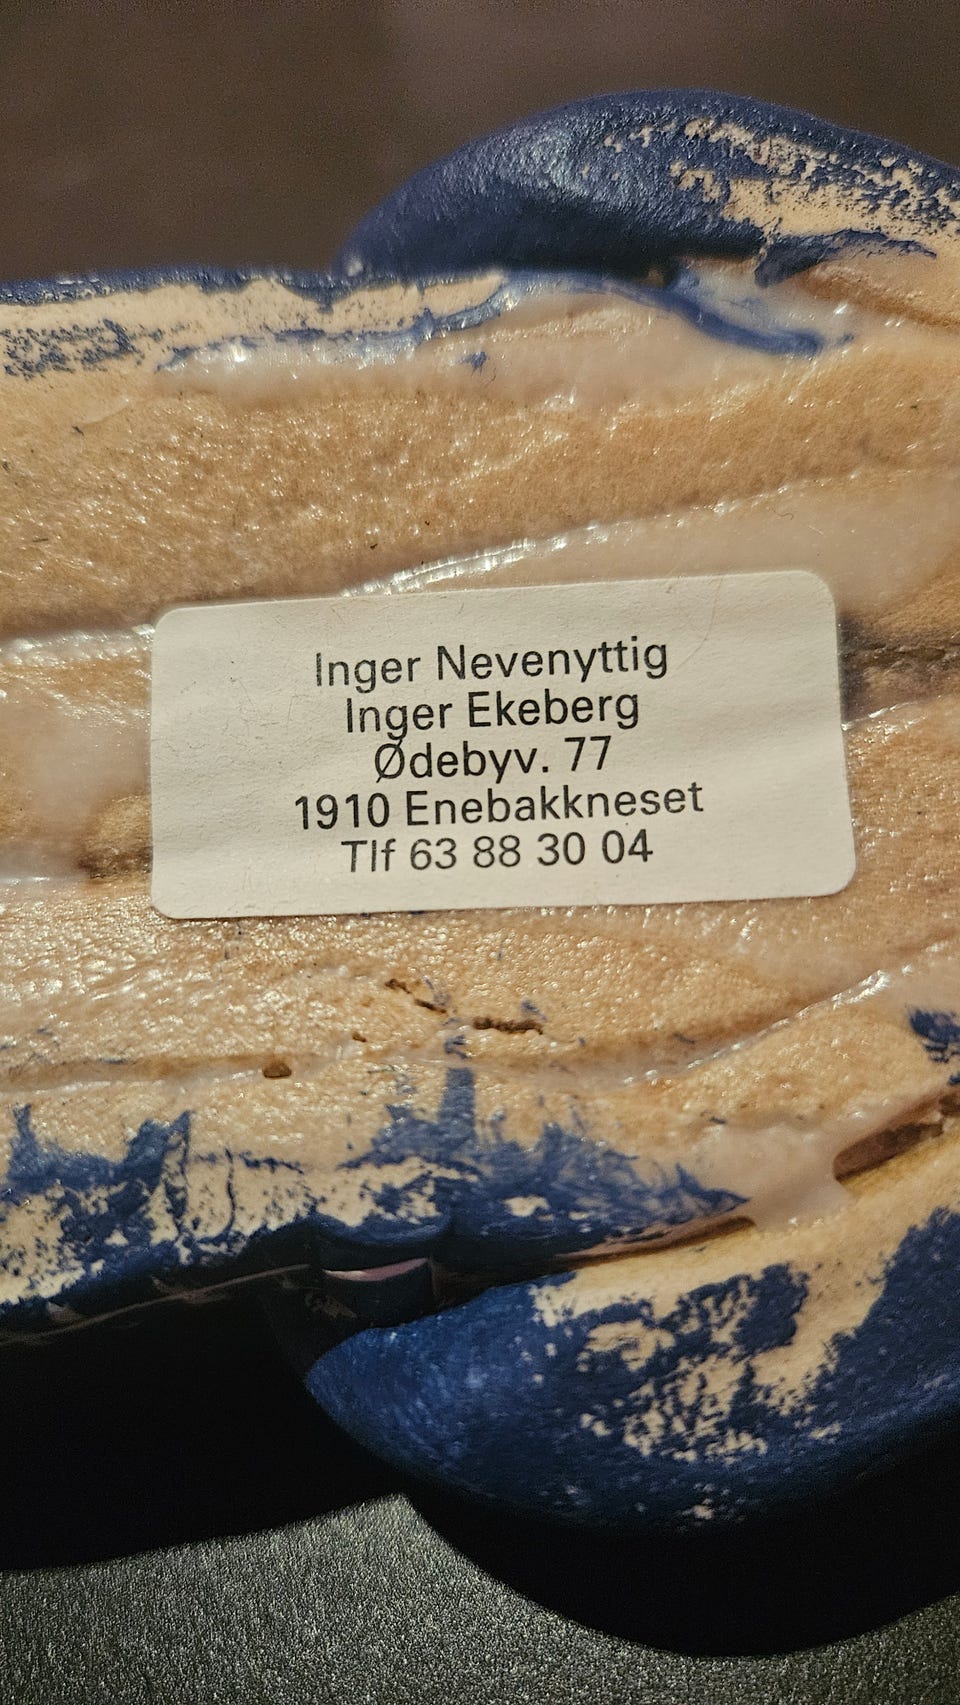 Inger Nevenyttig
Inger Ekeberg
Ødebyv. 77
1910 Enebakkneset
Tlf 63 88 30 04